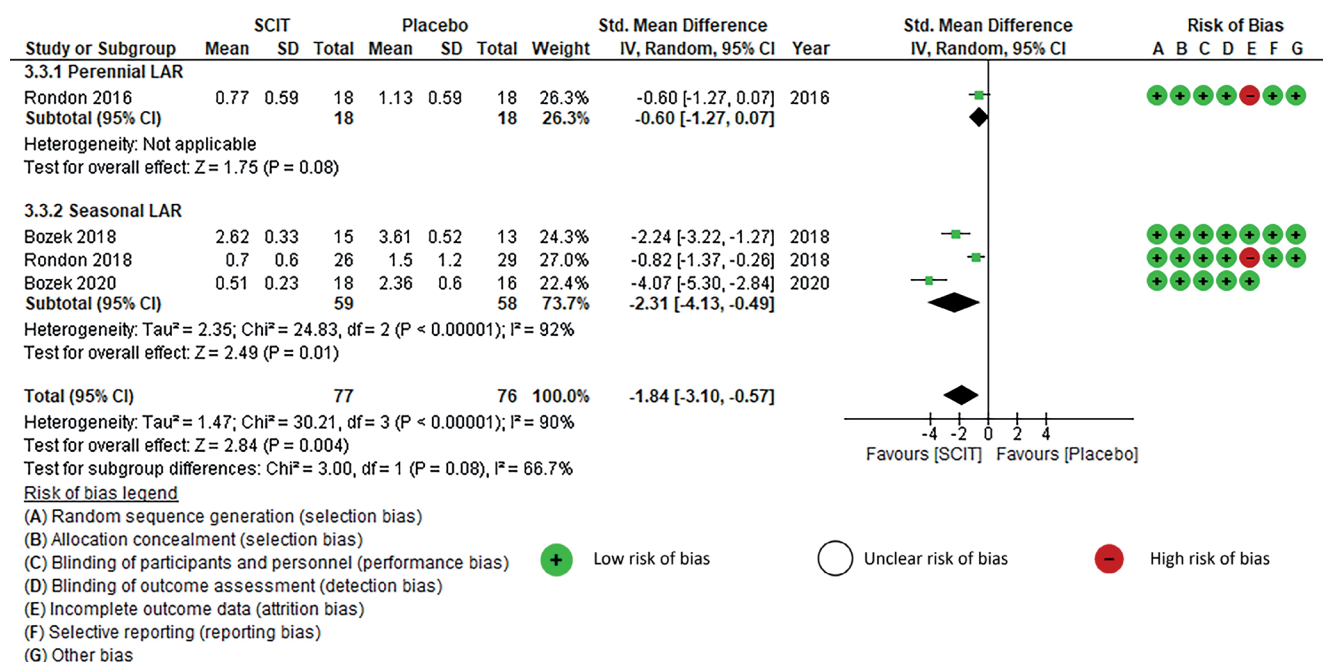 SCIT Placebo Std. Mean Difference Std. Mean Difference Risk of Bias
Study or Subgroup Mean SD Total Mean SD Total Weight IV, Random, 95% CI Year IV, Random, 95% CI A B C D E F G
3.3.1 Perennial LAR
Rondon 2016 0.77 0.59 18 1.13 0.59 18 26.3% -0.60 [-1.27, 0.07] 2016 + + + + - + +
Subtotal (95% CI) 18 18 26.3% -0.60 [-1.27, 0.07]
Heterogeneity: Not applicable
Test for overall effect: Z = 1.75 (P = 0.08)
3.3.2 Seasonal LAR
Bozek 2018 2.62 0.33 15 3.61 0.52 13 24.3% -2.24 [-3.22, -1.27] 2018 + + + + + + +
Rondon 2018 0.7 0.6 26 1.5 1.2 29 27.0% -0.82 [-1.37, -0.26] 2018 + + + + - + +
Bozek 2020 0.51 0.23 18 2.36 0.6 16 22.4% -4.07 [-5.30, -2.84] 2020 + + + + +
Subtotal (95% CI) 59 58 73.7% -2.31 [-4.13, -0.49]
Heterogeneity: Tau² = 2.35; Chi² = 24.83, df = 2 (P < 0.00001); I² = 92%
Test for overall effect: Z = 2.49 (P = 0.01)
Total (95% CI) 77 76 100.0% -1.84 [-3.10, -0.57]
Heterogeneity: Tau² = 1.47; Chi² = 30.21, df = 3 (P < 0.00001); I² = 90%
Test for overall effect: Z = 2.84 (P = 0.004)
Test for subgroup differences: Chi² = 3.00, df = 1 (P = 0.08), I² = 66.7%
-4 -2 0 2 4
Favours [SCIT] Favours [Placebo]
Risk of bias legend
(A) Random sequence generation (selection bias)
(B) Allocation concealment (selection bias)
(C) Blinding of participants and personnel (performance bias)
(D) Blinding of outcome assessment (detection bias)
(E) Incomplete outcome data (attrition bias)
(F) Selective reporting (reporting bias)
(G) Other bias
+ Low risk of bias Unclear risk of bias - High risk of bias